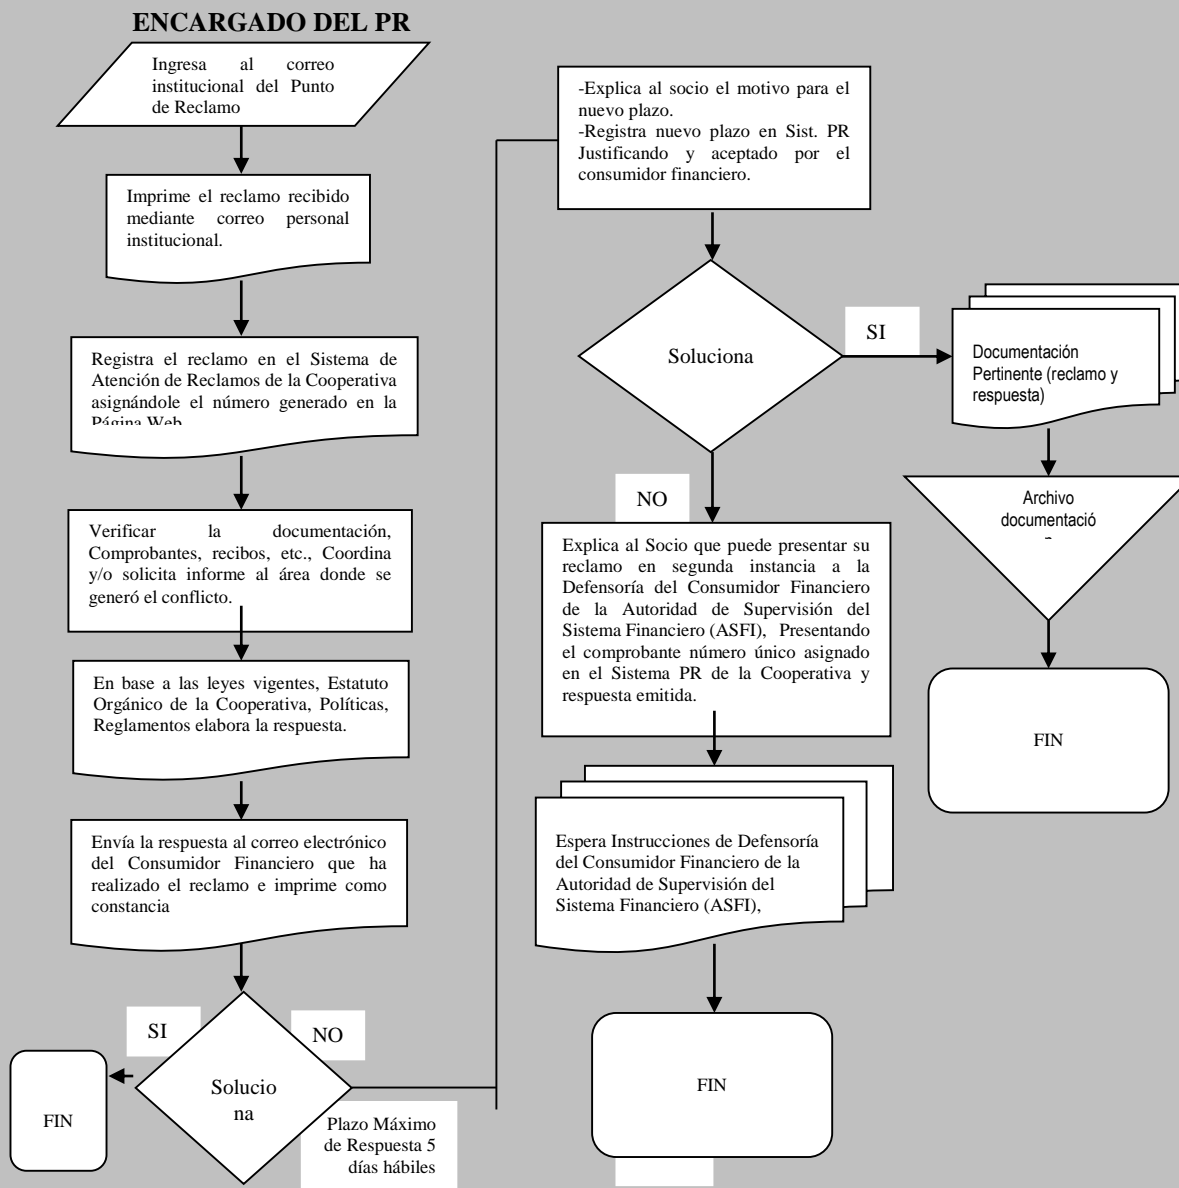 ENCARGADO DEL PR
Ingresa al correo
institucional del Punto
de Reclamo
Imprime el reclamo recibido
mediante correo personal
institucional.
Registra el reclamo en el Sistema de
Atención de Reclamos de la Cooperativa
asignándole el número generado en la
Página Web
Verificar la documentación,
Comprobantes, recibos, etc., Coordina
y/o solicita informe al área donde se
generó el conflicto.
En base a las leyes vigentes, Estatuto
Orgánico de la Cooperativa, Políticas,
Reglamentos elabora la respuesta.
Envía la respuesta al correo electrónico
del Consumidor Financiero que ha
realizado el reclamo e imprime como
constancia
SI
NO
Solucio
na
FIN
Plazo Máximo
de Respuesta 5
días hábiles
-Explica al socio el motivo para el
nuevo plazo.
-Registra nuevo plazo en Sist. PR
Justificando y aceptado por el
consumidor financiero.
Soluciona
SI
Documentación
Pertinente (reclamo y
respuesta)
Archivo
documentació
FIN
NO
Explica al Socio que puede presentar su
reclamo en segunda instancia a la
Defensoría del Consumidor Financiero
de la Autoridad de Supervisión del
Sistema Financiero (ASFI), Presentando
el comprobante número único asignado
en el Sistema PR de la Cooperativa y
respuesta emitida.
Espera Instrucciones de Defensoría
del Consumidor Financiero de la
Autoridad de Supervisión del
Sistema Financiero (ASFI),
FIN